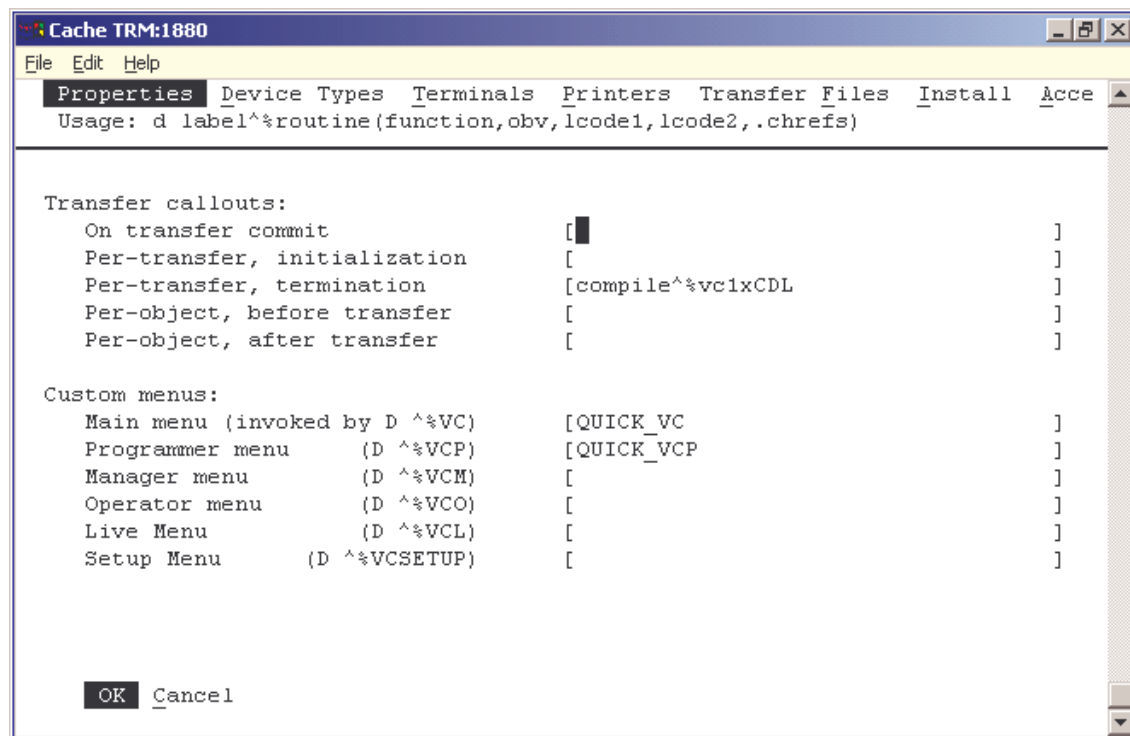 Cache TRM:1880
File Edit Help
Properties Device Types Terminals Printers Transfer Files Install Acce
Usage: d label^%routine(function,obv,lcode1,lcode2,.chrefs)
Transfer callouts:
On transfer commit [ ]
Per-transfer, initialization [ ]
Per-transfer, termination [compile^%vc1xCDL ]
Per-object, before transfer [ ]
Per-object, after transfer [ ]
Custom menus:
Main menu (invoked by D ^%VC) [QUICK_VC ]
Programmer menu (D ^%VCP) [QUICK_VCP ]
Manager menu (D ^%VCM) [ ]
Operator menu (D ^%VCO) [ ]
Live Menu (D ^%VCL) [ ]
Setup Menu (D ^%VCSETUP) [ ]
OK Cancel